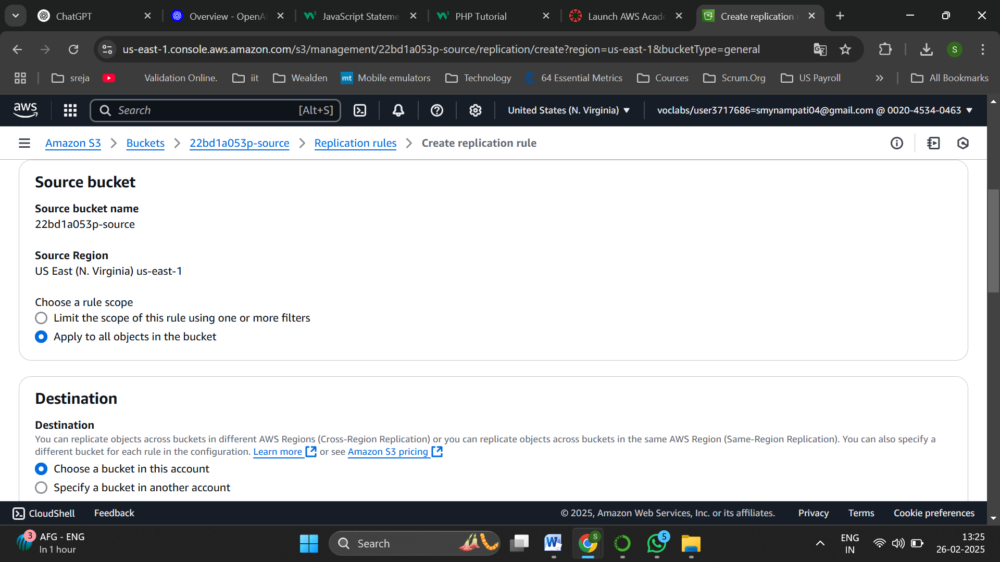 ChatGPT
Overview - OpenA
JavaScript Stateme
PHP Tutorial
Launch AWS Acade
Create replication
us-east-1.console.aws.amazon.com/s3/management/22bd1a053p-source/replication/create?region=us-east-1&bucketType=general
S
sreja
Validation Online.
iit
Wealden
mt Mobile emulators
Technology
64 Essential Metrics
Cources
Scrum.Org
US Payroll
»
All Bookmarks
aws
Search [Alt+S]
United States (N. Virginia)
voclabs/user3717686=smynampati04@gmail.com @ 0020-4534-0463
Amazon S3 > Buckets > 22bd1a053p-source > Replication rules > Create replication rule
Source bucket
Source bucket name
22bd1a053p-source
Source Region
US East (N. Virginia) us-east-1
Choose a rule scope
Limit the scope of this rule using one or more filters
Apply to all objects in the bucket
Destination
Destination
You can replicate objects across buckets in different AWS Regions (Cross-Region Replication) or you can replicate objects across buckets in the same AWS Region (Same-Region Replication). You can also specify a
different bucket for each rule in the configuration. Learn more or see Amazon S3 pricing
Choose a bucket in this account
Specify a bucket in another account
CloudShell
Feedback
© 2025, Amazon Web Services, Inc. or its affiliates.
Privacy
Terms
Cookie preferences
3
AFG - ENG
In 1 hour
Search
S
5
ENG
IN
13:25
26-02-2025